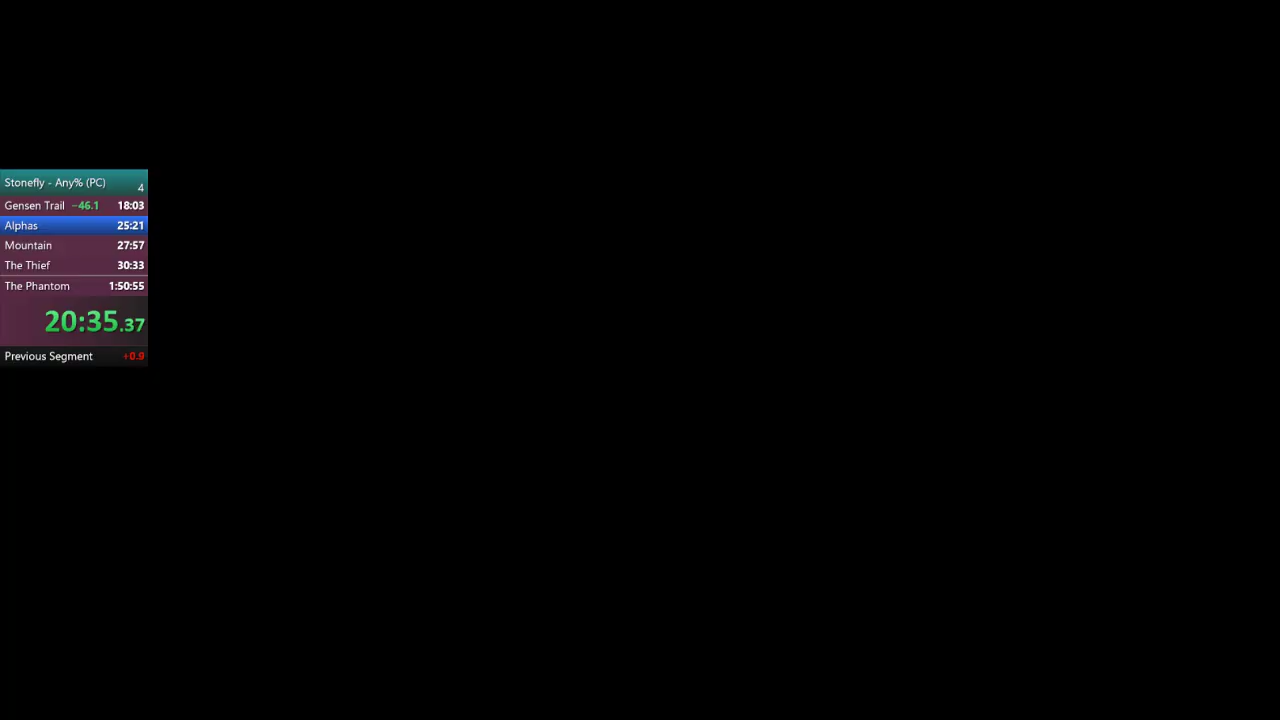 Stonefly - Any% (PC) 4
Gensen Trail −46.1 18:03
Alphas 25:21
Mountain 27:57
The Thief 30:33
The Phantom 1:50:55
20:35.37
Previous Segment +0.9